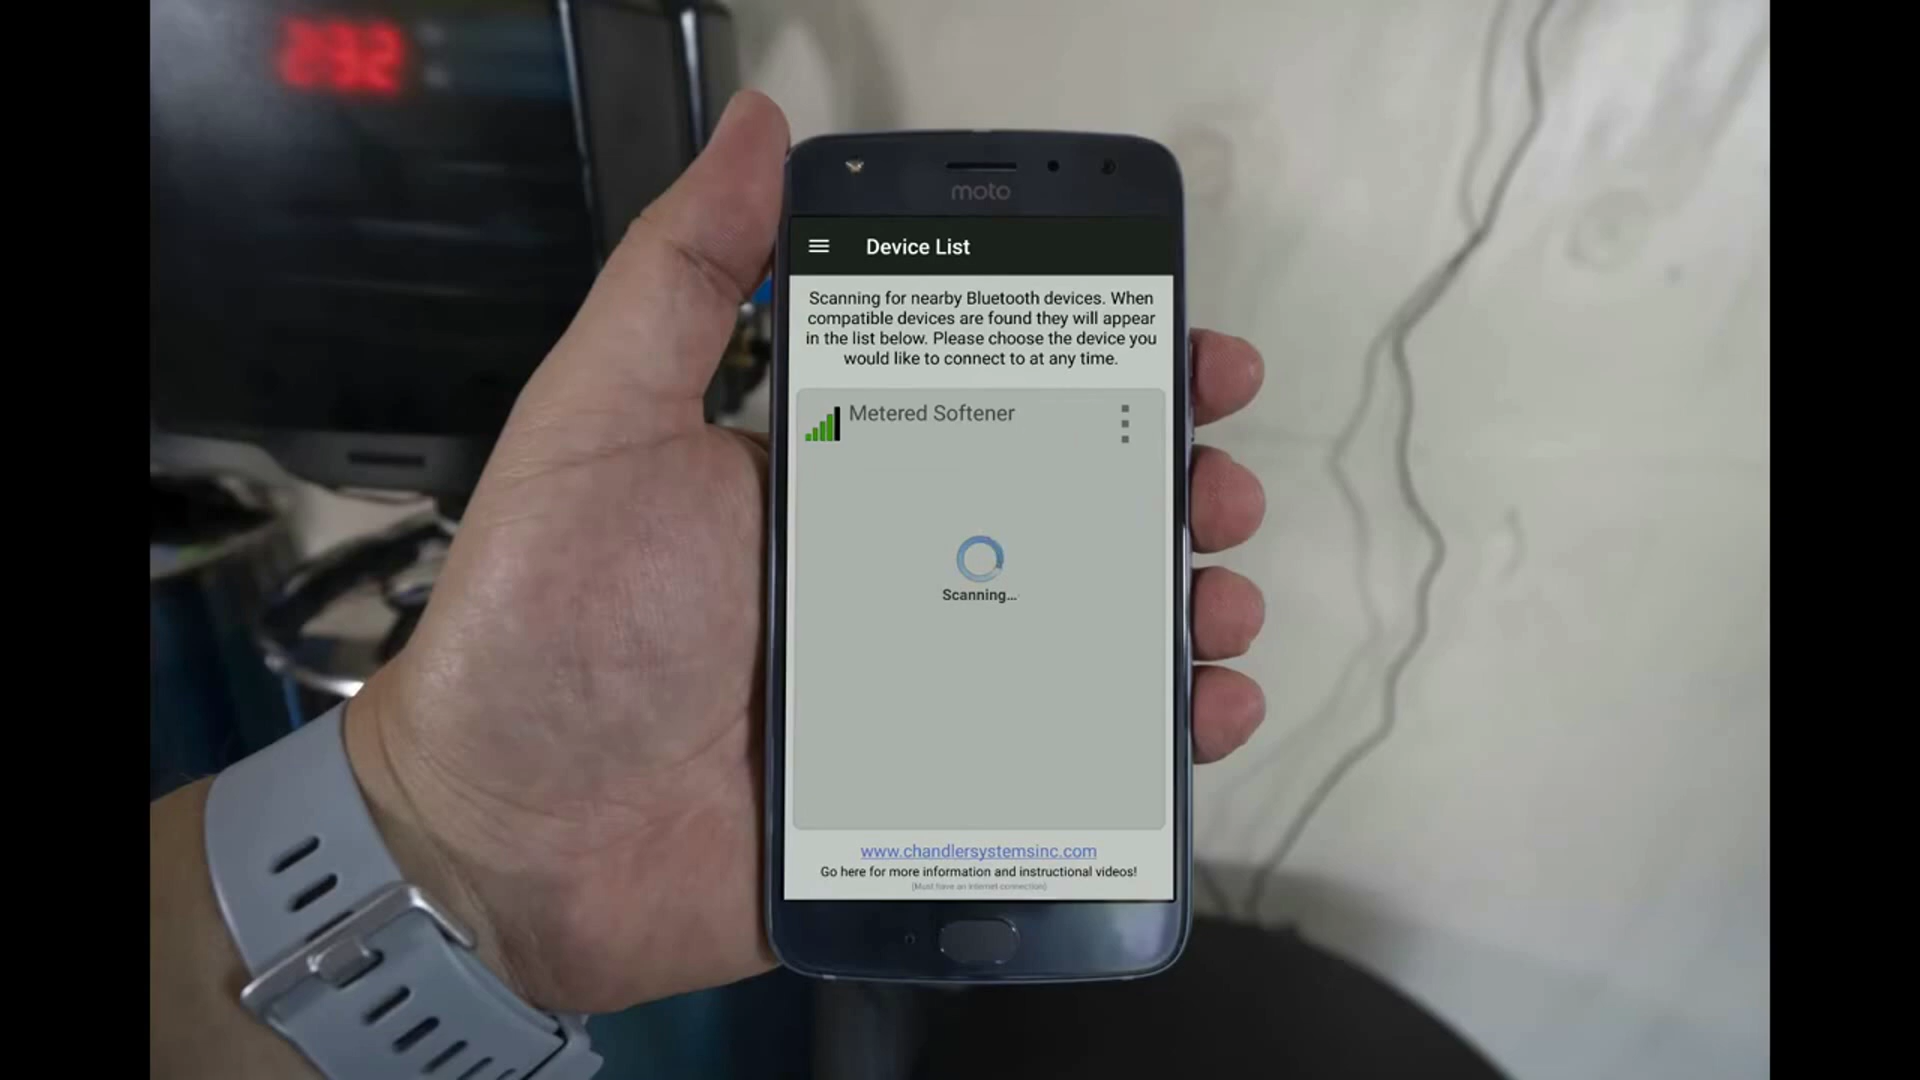 232
moto
Device List
Scanning for nearby Bluetooth devices. When
compatible devices are found they will appear
in the list below. Please choose the device you
would like to connect to at any time.
Metered Softener
Scanning...
www.chandlersystemsinc.com
Go here for more information and instructional videos!
(Must have an internet connection)